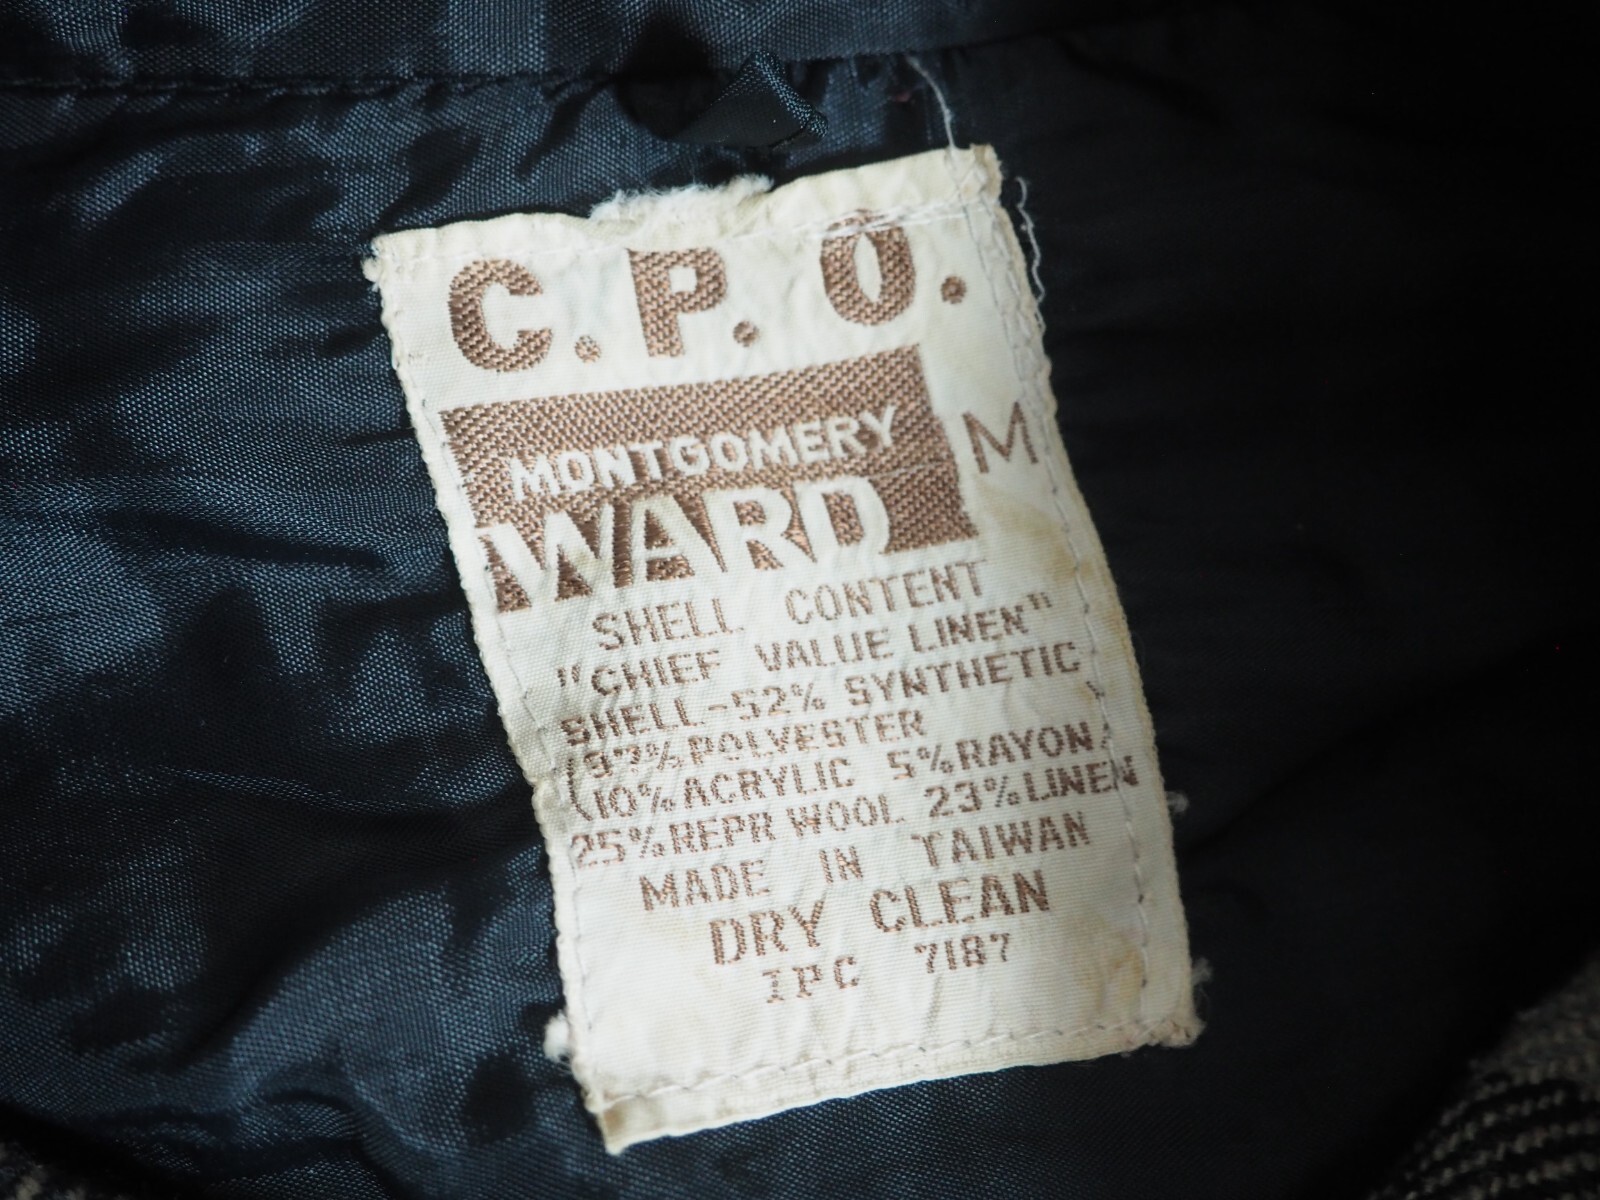 C.P.O.
MONTGOMERY
WARD
M
SHELL CONTENT
"CHIEF VALUE LINEN"
SHELL-52% SYNTHETIC
(37%POLYESTER
(10%ACRYLIC 5%RAYON)
25%REPR WOOL 23%LINEN
MADE IN TAIWAN
DRY CLEAN
IPC 7187